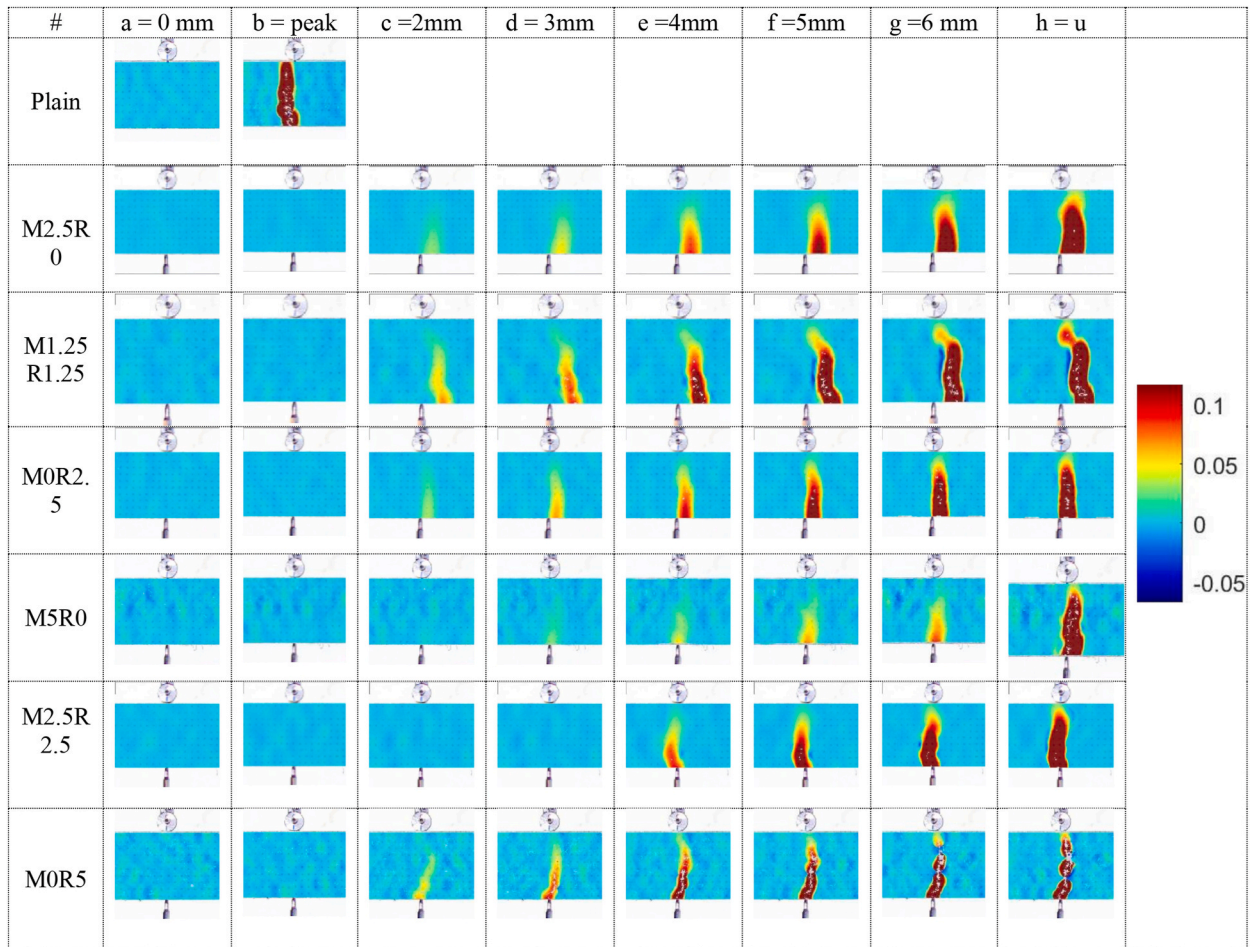 # a = 0 mm b = peak c =2mm d = 3mm e =4mm f =5mm g =6 mm h = u
Plain
M2.5R
0
M1.25
R1.25
M0R2.
5
M5R0
M2.5R
2.5
M0R5
0.1
0.05
0
-0.05